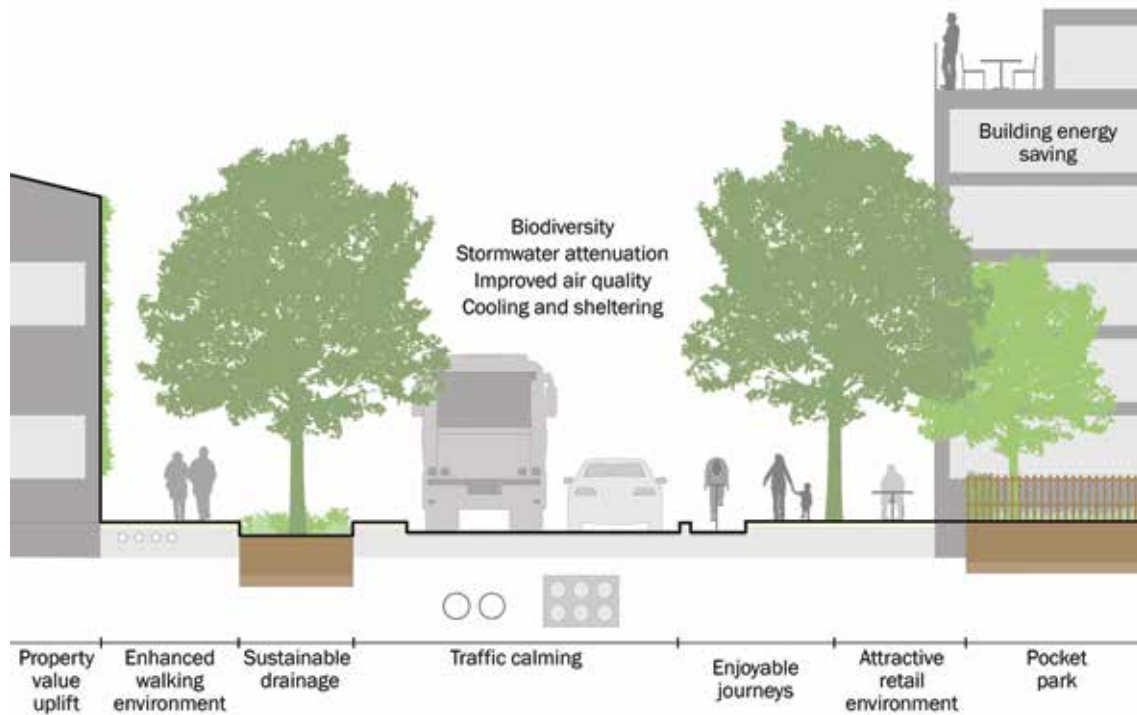 Building energy
saving
Biodiversity
Stormwater attenuation
Improved air quality
Cooling and sheltering
Property
value
uplift
Enhanced
walking
environment
Sustainable
drainage
Traffic calming
Enjoyable
journeys
Attractive
retail
environment
Pocket
park